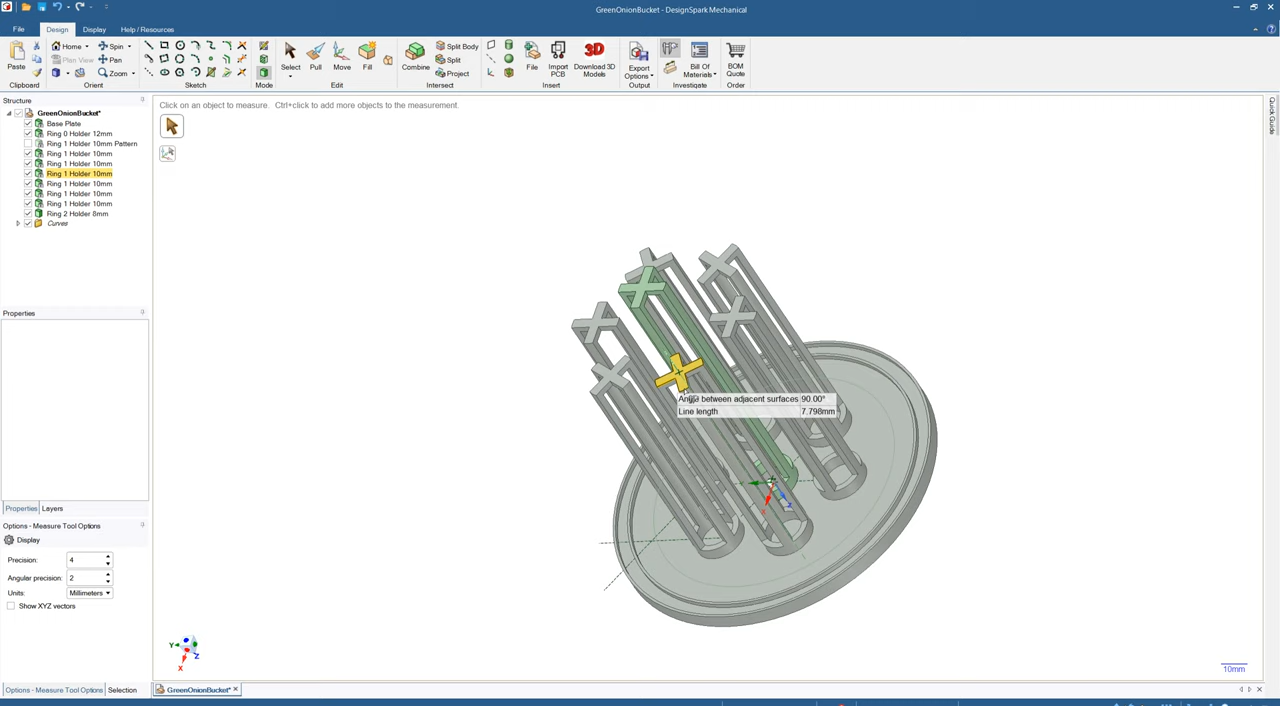 GreenOnionBucket - DesignSpark Mechanical
File Design Display Help / Resources
Home Spin
Plan View Pan
Zoom
Paste
Select Pull Move Fill
Combine
Split Body
Split
Project
File Import PCB Download 3D Models
Export Options
Bill Of Materials
BOM Quote
Clipboard Orient Sketch Mode Edit Intersect Insert Output Investigate Order
Structure
Click on an object to measure. Ctrl+click to add more objects to the measurement.
Quick Guide
GreenOnionBucket*
Base Plate
Ring 0 Holder 12mm
Ring 1 Holder 10mm Pattern
Ring 1 Holder 10mm
Ring 1 Holder 10mm
Ring 1 Holder 10mm
Ring 1 Holder 10mm
Ring 1 Holder 10mm
Ring 1 Holder 10mm
Ring 2 Holder 8mm
Curves
Properties
Angle between adjacent surfaces 90.00°
Line length 7.798mm
Z
Properties Layers
Options - Measure Tool Options
Display
Precision: 4
Angular precision: 2
Units: Millimeters
Show XYZ vectors
Y
Z
X
10mm
Options - Measure Tool Options Selection GreenOnionBucket*